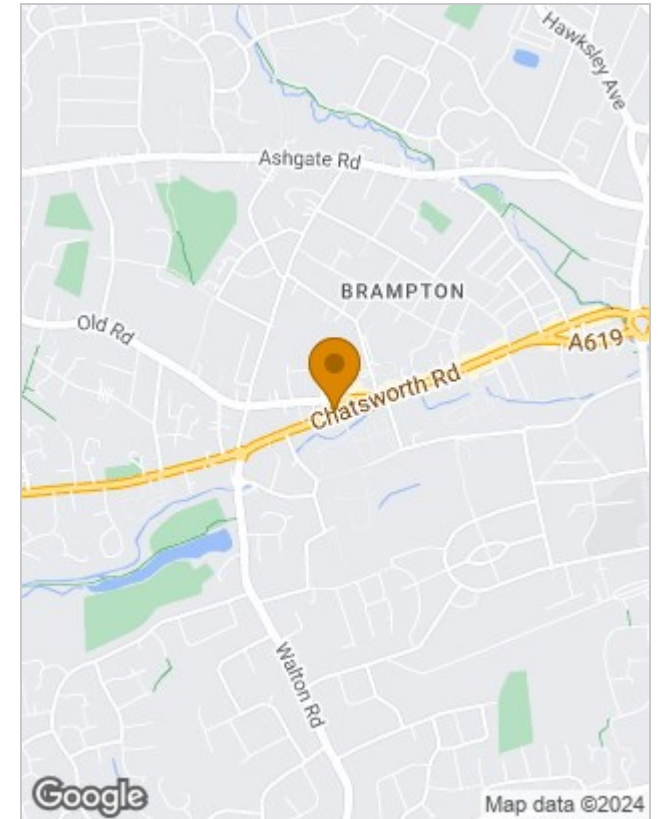 Hawksley Ave
Ashgate Rd
BRAMPTON
Old Rd
A619
Chatsworth Rd
Walton Rd
Google
Map data ©2024